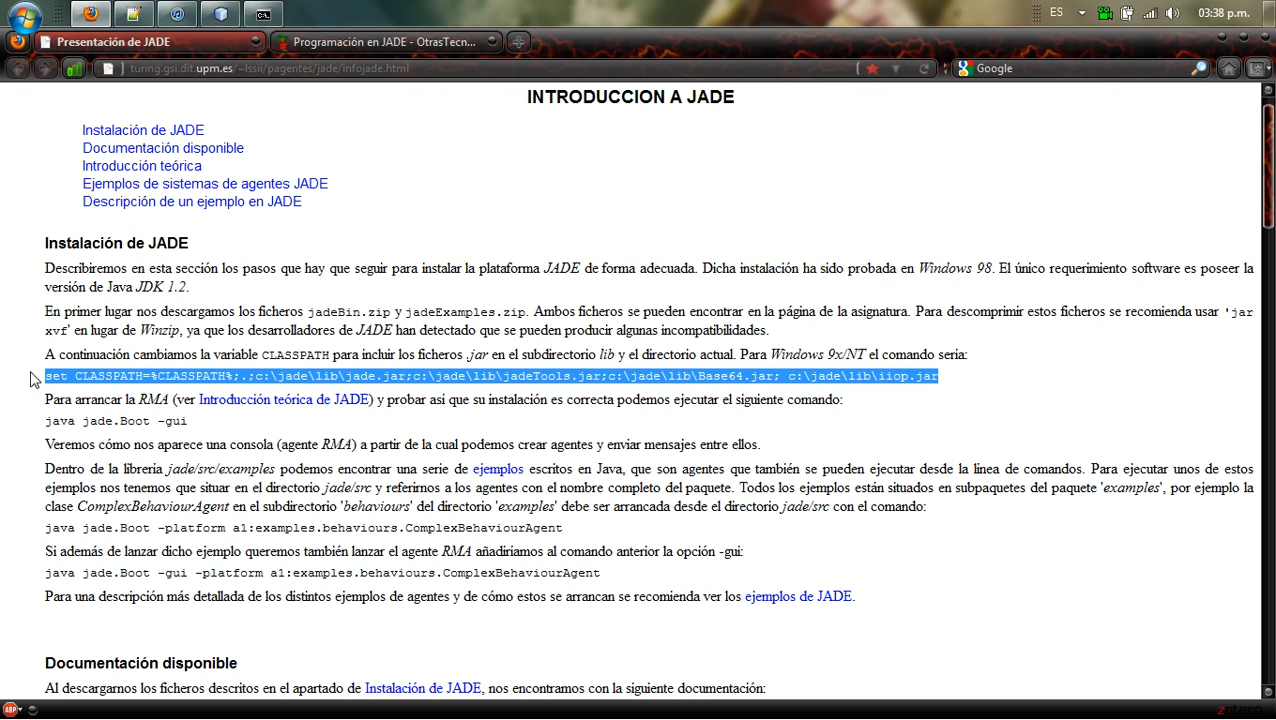 ES
03:38 p.m.
Presentación de JADE
Programación en JADE - OtrasTecn...
turing.gsi.dit.upm.es/~lssii/pagentes/jade/infojade.html
Google
INTRODUCCION A JADE
Instalación de JADE
Documentación disponible
Introducción teórica
Ejemplos de sistemas de agentes JADE
Descripción de un ejemplo en JADE
Instalación de JADE
Describiremos en esta sección los pasos que hay que seguir para instalar la plataforma JADE de forma adecuada. Dicha instalación ha sido probada en Windows 98. El único requerimiento software es poseer la
versión de Java JDK 1.2.
En primer lugar nos descargamos los ficheros jadeBin.zip y jadeExamples.zip. Ambos ficheros se pueden encontrar en la página de la asignatura. Para descomprimir estos ficheros se recomienda usar 'jar
xvf' en lugar de Winzip, ya que los desarrolladores de JADE han detectado que se pueden producir algunas incompatibilidades.
A continuación cambiamos la variable CLASSPATH para incluir los ficheros .jar en el subdirectorio lib y el directorio actual. Para Windows 9x/NT el comando seria:
set CLASSPATH=%CLASSPATH%;.;c:\jade\lib\jade.jar;c:\jade\lib\jadeTools.jar;c:\jade\lib\Base64.jar; c:\jade\lib\iiop.jar
Para arrancar la RMA (ver Introducción teórica de JADE) y probar asi que su instalación es correcta podemos ejecutar el siguiente comando:
java jade.Boot -gui
Veremos cómo nos aparece una consola (agente RMA) a partir de la cual podemos crear agentes y enviar mensajes entre ellos.
Dentro de la libreria jade/src/examples podemos encontrar una serie de ejemplos escritos en Java, que son agentes que también se pueden ejecutar desde la linea de comandos. Para ejecutar unos de estos
ejemplos nos tenemos que situar en el directorio jade/src y referirnos a los agentes con el nombre completo del paquete. Todos los ejemplos están situados en subpaquetes del paquete 'examples', por ejemplo la
clase ComplexBehaviourAgent en el subdirectorio 'behaviours' del directorio 'examples' debe ser arrancada desde el directorio jade/src con el comando:
java jade.Boot -platform a1:examples.behaviours.ComplexBehaviourAgent
Si además de lanzar dicho ejemplo queremos también lanzar el agente RMA añadiriamos al comando anterior la opción -gui:
java jade.Boot -gui -platform a1:examples.behaviours.ComplexBehaviourAgent
Para una descripción más detallada de los distintos ejemplos de agentes y de cómo estos se arrancan se recomienda ver los ejemplos de JADE.
Documentación disponible
Al descargarnos los ficheros descritos en el apartado de Instalación de JADE, nos encontramos con la siguiente documentación:
ABP
zotero